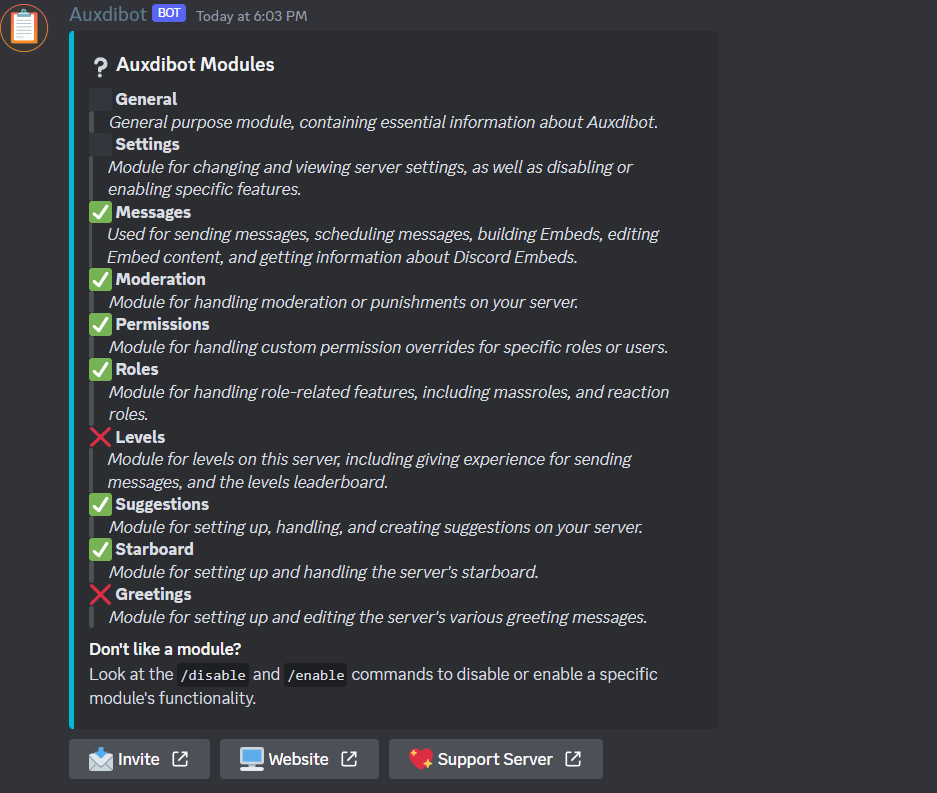 Auxdibot BOT Today at 6:03 PM
? Auxdibot Modules
General
General purpose module, containing essential information about Auxdibot.
Settings
Module for changing and viewing server settings, as well as disabling or
enabling specific features.
Messages
Used for sending messages, scheduling messages, building Embeds, editing
Embed content, and getting information about Discord Embeds.
Moderation
Module for handling moderation or punishments on your server.
Permissions
Module for handling custom permission overrides for specific roles or users.
Roles
Module for handling role-related features, including massroles, and reaction
roles.
Levels
Module for levels on this server, including giving experience for sending
messages, and the levels leaderboard.
Suggestions
Module for setting up, handling, and creating suggestions on your server.
Starboard
Module for setting up and handling the server's starboard.
Greetings
Module for setting up and editing the server's various greeting messages.
Don't like a module?
Look at the /disable and /enable commands to disable or enable a specific
module's functionality.
Invite Website Support Server